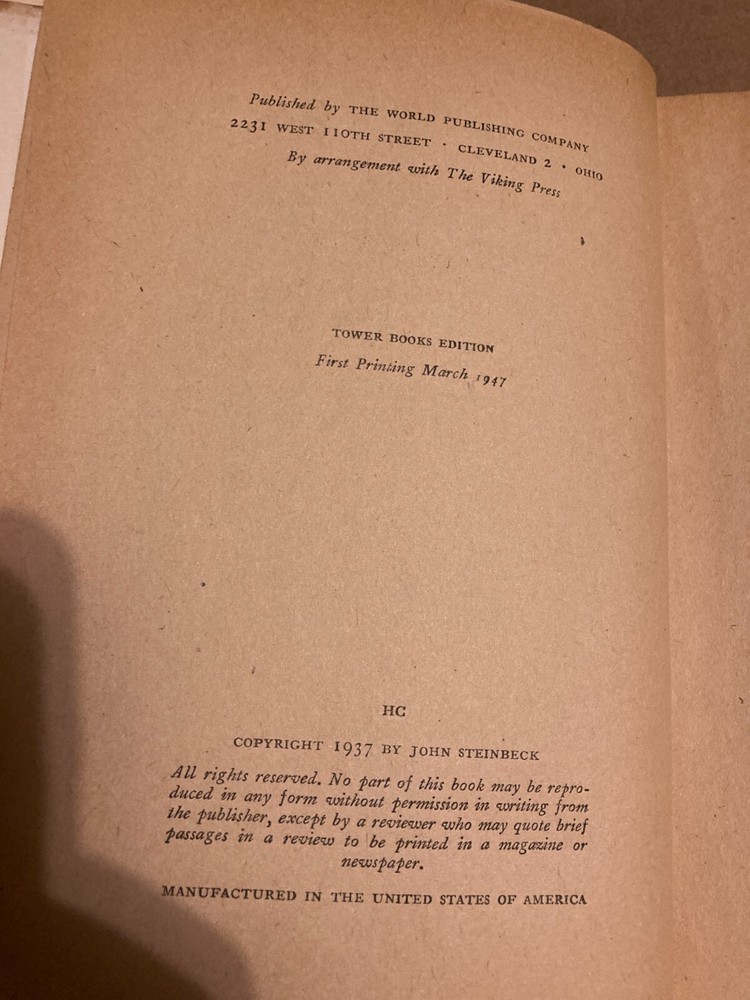 Published by THE WORLD PUBLISHING COMPANY
2231 WEST 110TH STREET · CLEVELAND 2 · OHIO
By arrangement with The Viking Press
TOWER BOOKS EDITION
First Printing March 1947
HC
COPYRIGHT 1937 BY JOHN STEINBECK
All rights reserved. No part of this book may be repro-
duced in any form without permission in writing from
the publisher, except by a reviewer who may quote brief
passages in a review to be printed in a magazine or
newspaper.
MANUFACTURED IN THE UNITED STATES OF AMERICA